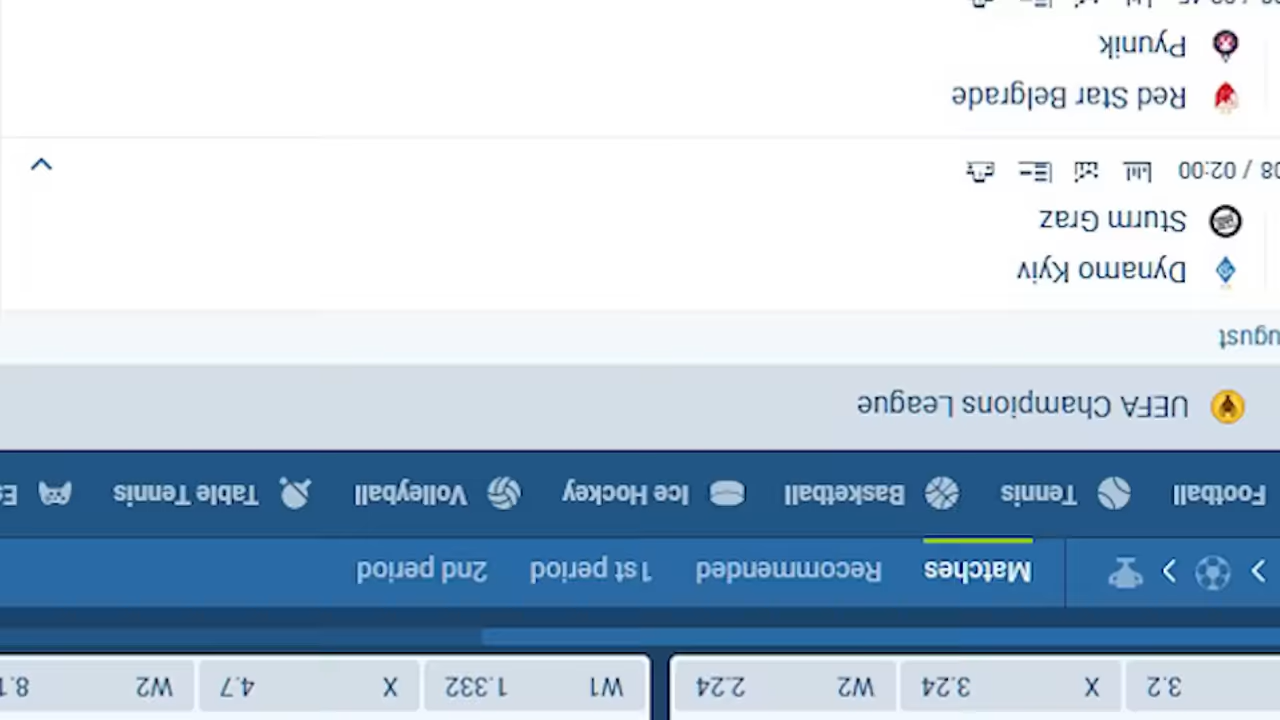 3.2 X 3.24 W2 2.24 W1 1.332 X 4.7 W2
Matches Recommended 1st period 2nd period
Football Tennis Basketball Ice Hockey Volleyball Table Tennis
UEFA Champions League
Dynamo Kyiv
Sturm Graz
08 / 02:00
Red Star Belgrade
Pyunik